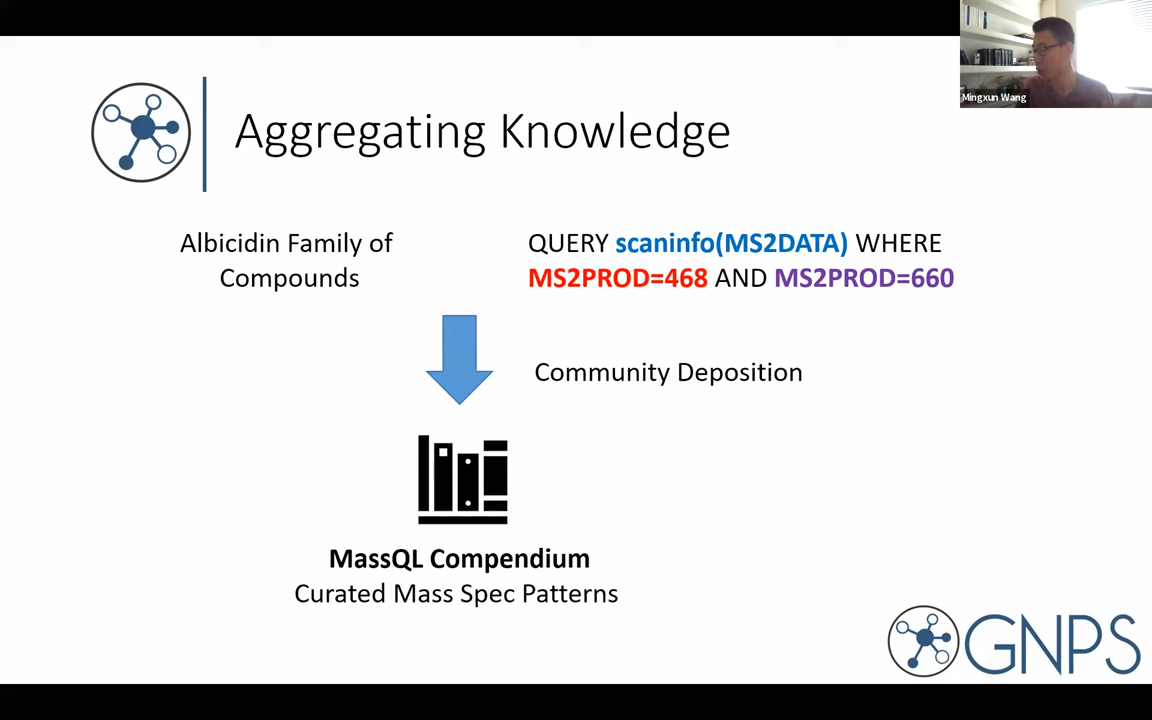 Mingxun Wang
Aggregating Knowledge
Albicidin Family of
Compounds
QUERY scaninfo(MS2DATA) WHERE
MS2PROD=468 AND MS2PROD=660
Community Deposition
MassQL Compendium
Curated Mass Spec Patterns
GNPS